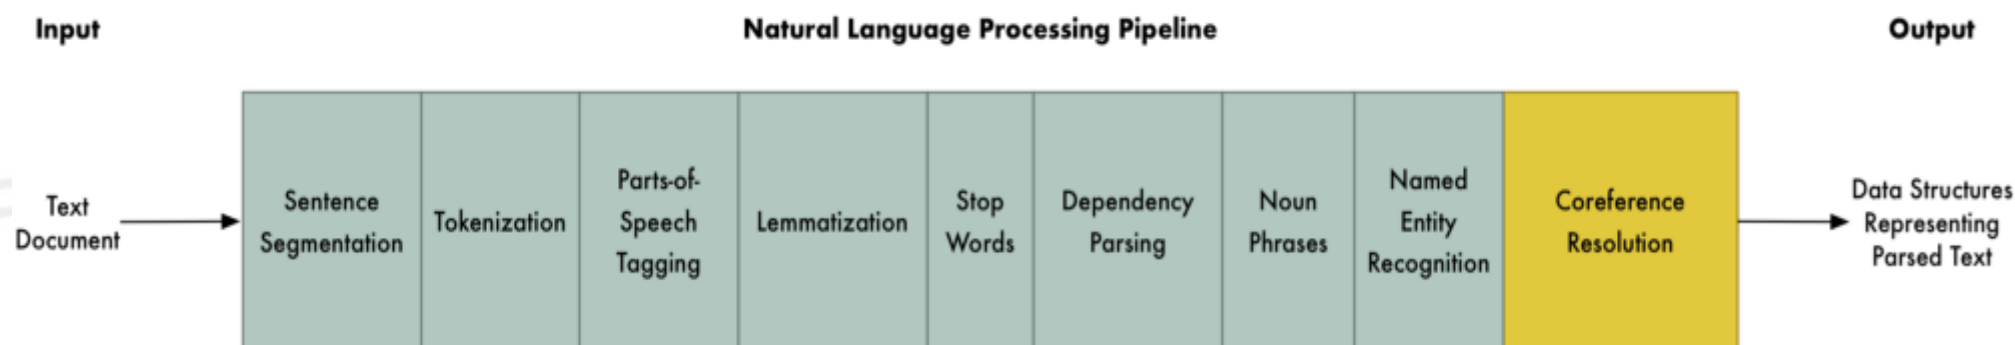 Input
Natural Language Processing Pipeline
Output
Text
Document
Sentence
Segmentation
Tokenization
Parts-of-
Speech
Tagging
Lemmatization
Stop
Words
Dependency
Parsing
Noun
Phrases
Named
Entity
Recognition
Coreference
Resolution
Data Structures
Representing
Parsed Text